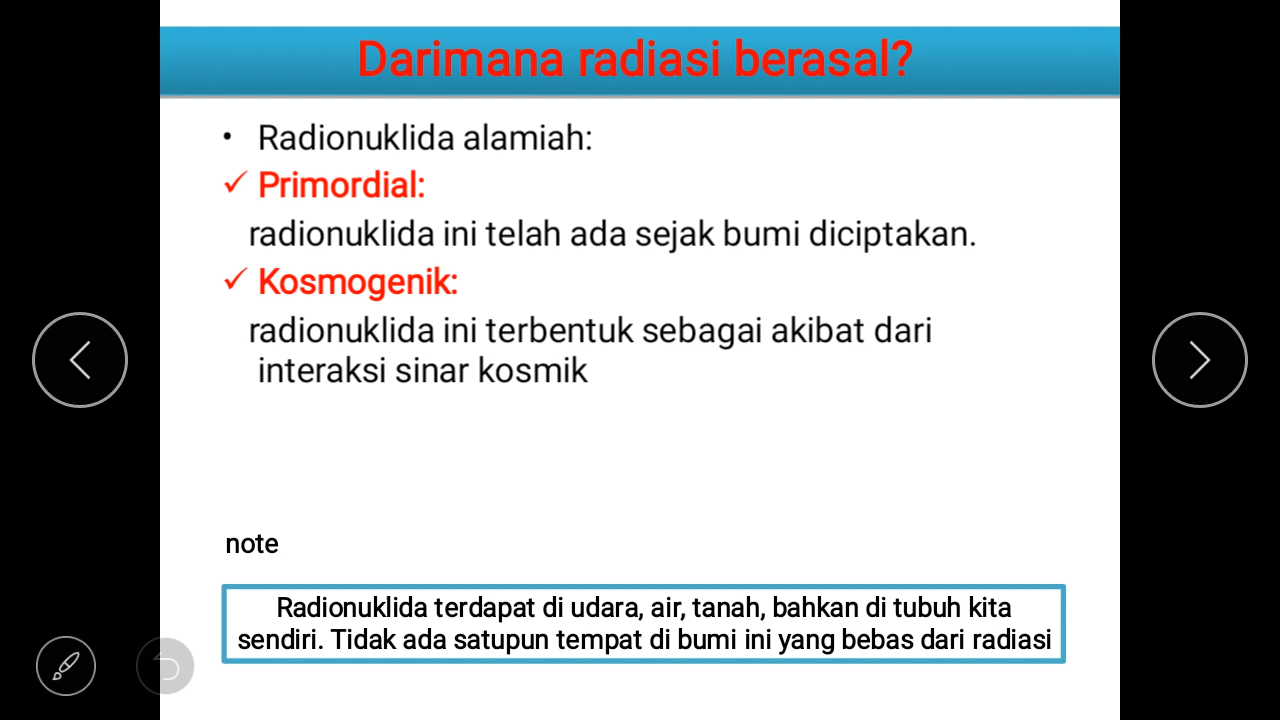 Darimana radiasi berasal?
• Radionuklida alamiah:
✓ Primordial:
radionuklida ini telah ada sejak bumi diciptakan.
✓ Kosmogenik:
radionuklida ini terbentuk sebagai akibat dari
interaksi sinar kosmik
note
Radionuklida terdapat di udara, air, tanah, bahkan di tubuh kita
sendiri. Tidak ada satupun tempat di bumi ini yang bebas dari radiasi